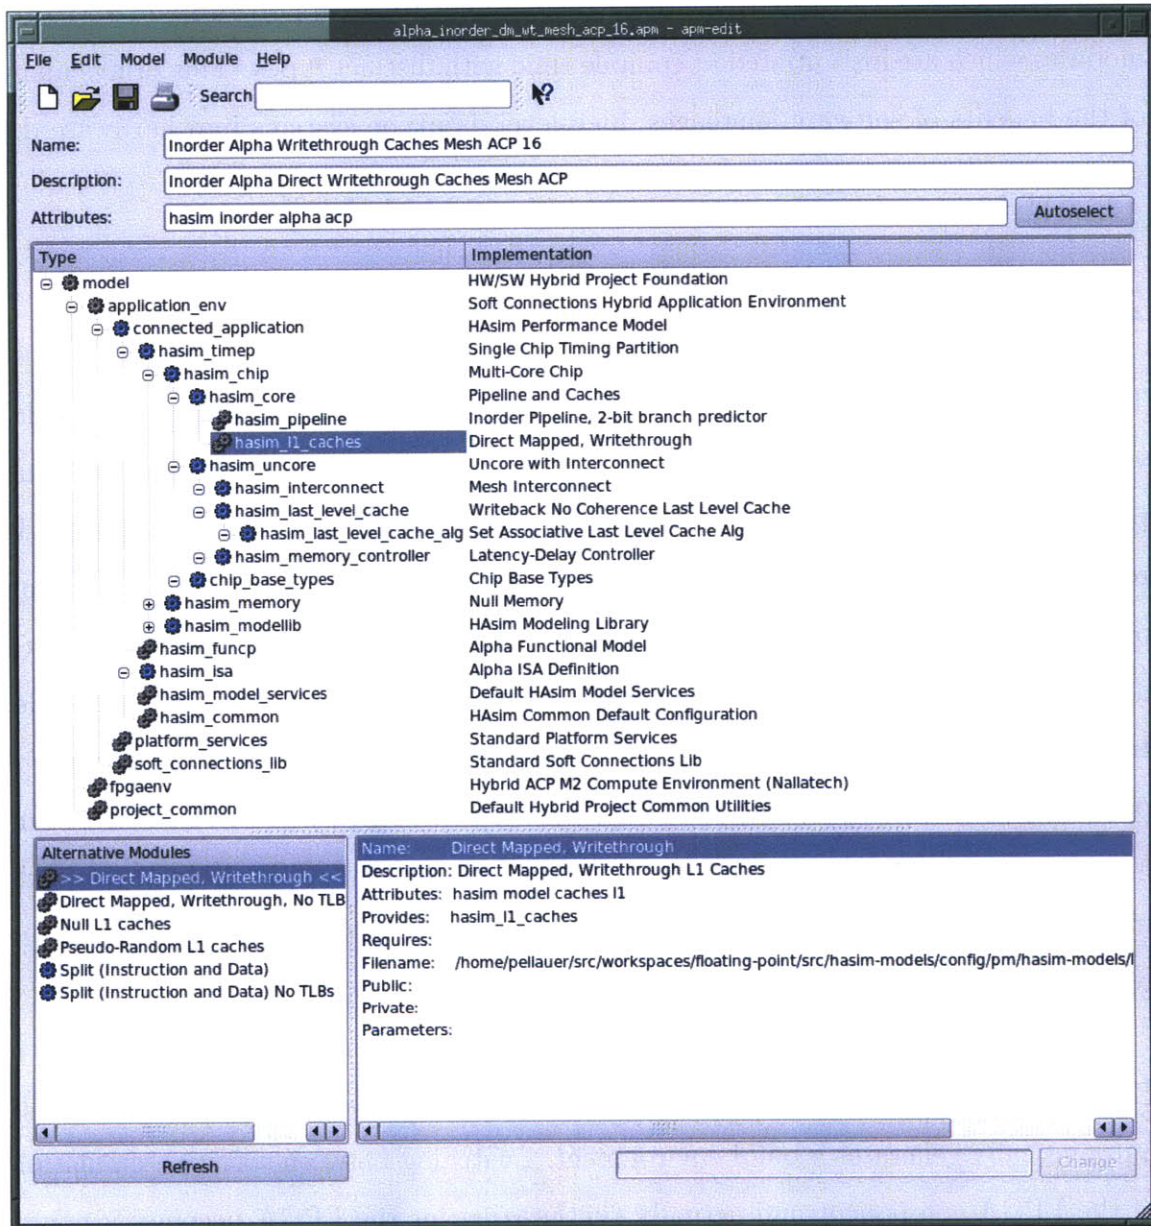 alpha_inorder_dm_wt_mesh_acp_16.apm - apm-edit
File Edit Model Module Help
Search
Name: Inorder Alpha Writethrough Caches Mesh ACP 16
Description: Inorder Alpha Direct Writethrough Caches Mesh ACP
Attributes: hasim inorder alpha acp Autoselect
Type Implementation
model HW/SW Hybrid Project Foundation
application_env Soft Connections Hybrid Application Environment
connected_application HAsim Performance Model
hasim_timep Single Chip Timing Partition
hasim_chip Multi-Core Chip
hasim_core Pipeline and Caches
hasim_pipeline Inorder Pipeline, 2-bit branch predictor
hasim_l1_caches Direct Mapped, Writethrough
hasim_uncore Uncore with Interconnect
hasim_interconnect Mesh Interconnect
hasim_last_level_cache Writeback No Coherence Last Level Cache
hasim_last_level_cache_alg Set Associative Last Level Cache Alg
hasim_memory_controller Latency-Delay Controller
chip_base_types Chip Base Types
hasim_memory Null Memory
hasim_modellib HAsim Modeling Library
hasim_funcp Alpha Functional Model
hasim_isa Alpha ISA Definition
hasim_model_services Default HAsim Model Services
hasim_common HAsim Common Default Configuration
platform_services Standard Platform Services
soft_connections_lib Standard Soft Connections Lib
fpgaenv Hybrid ACP M2 Compute Environment (Nallatech)
project_common Default Hybrid Project Common Utilities
Alternative Modules
>> Direct Mapped, Writethrough <<
Direct Mapped, Writethrough, No TLB
Null L1 caches
Pseudo-Random L1 caches
Split (Instruction and Data)
Split (Instruction and Data) No TLBs
Name: Direct Mapped, Writethrough
Description: Direct Mapped, Writethrough L1 Caches
Attributes: hasim model caches l1
Provides: hasim_l1_caches
Requires:
Filename: /home/pellauer/src/workspaces/floating-point/src/hasim-models/config/pm/hasim-models/
Public:
Private:
Parameters:
Refresh Change